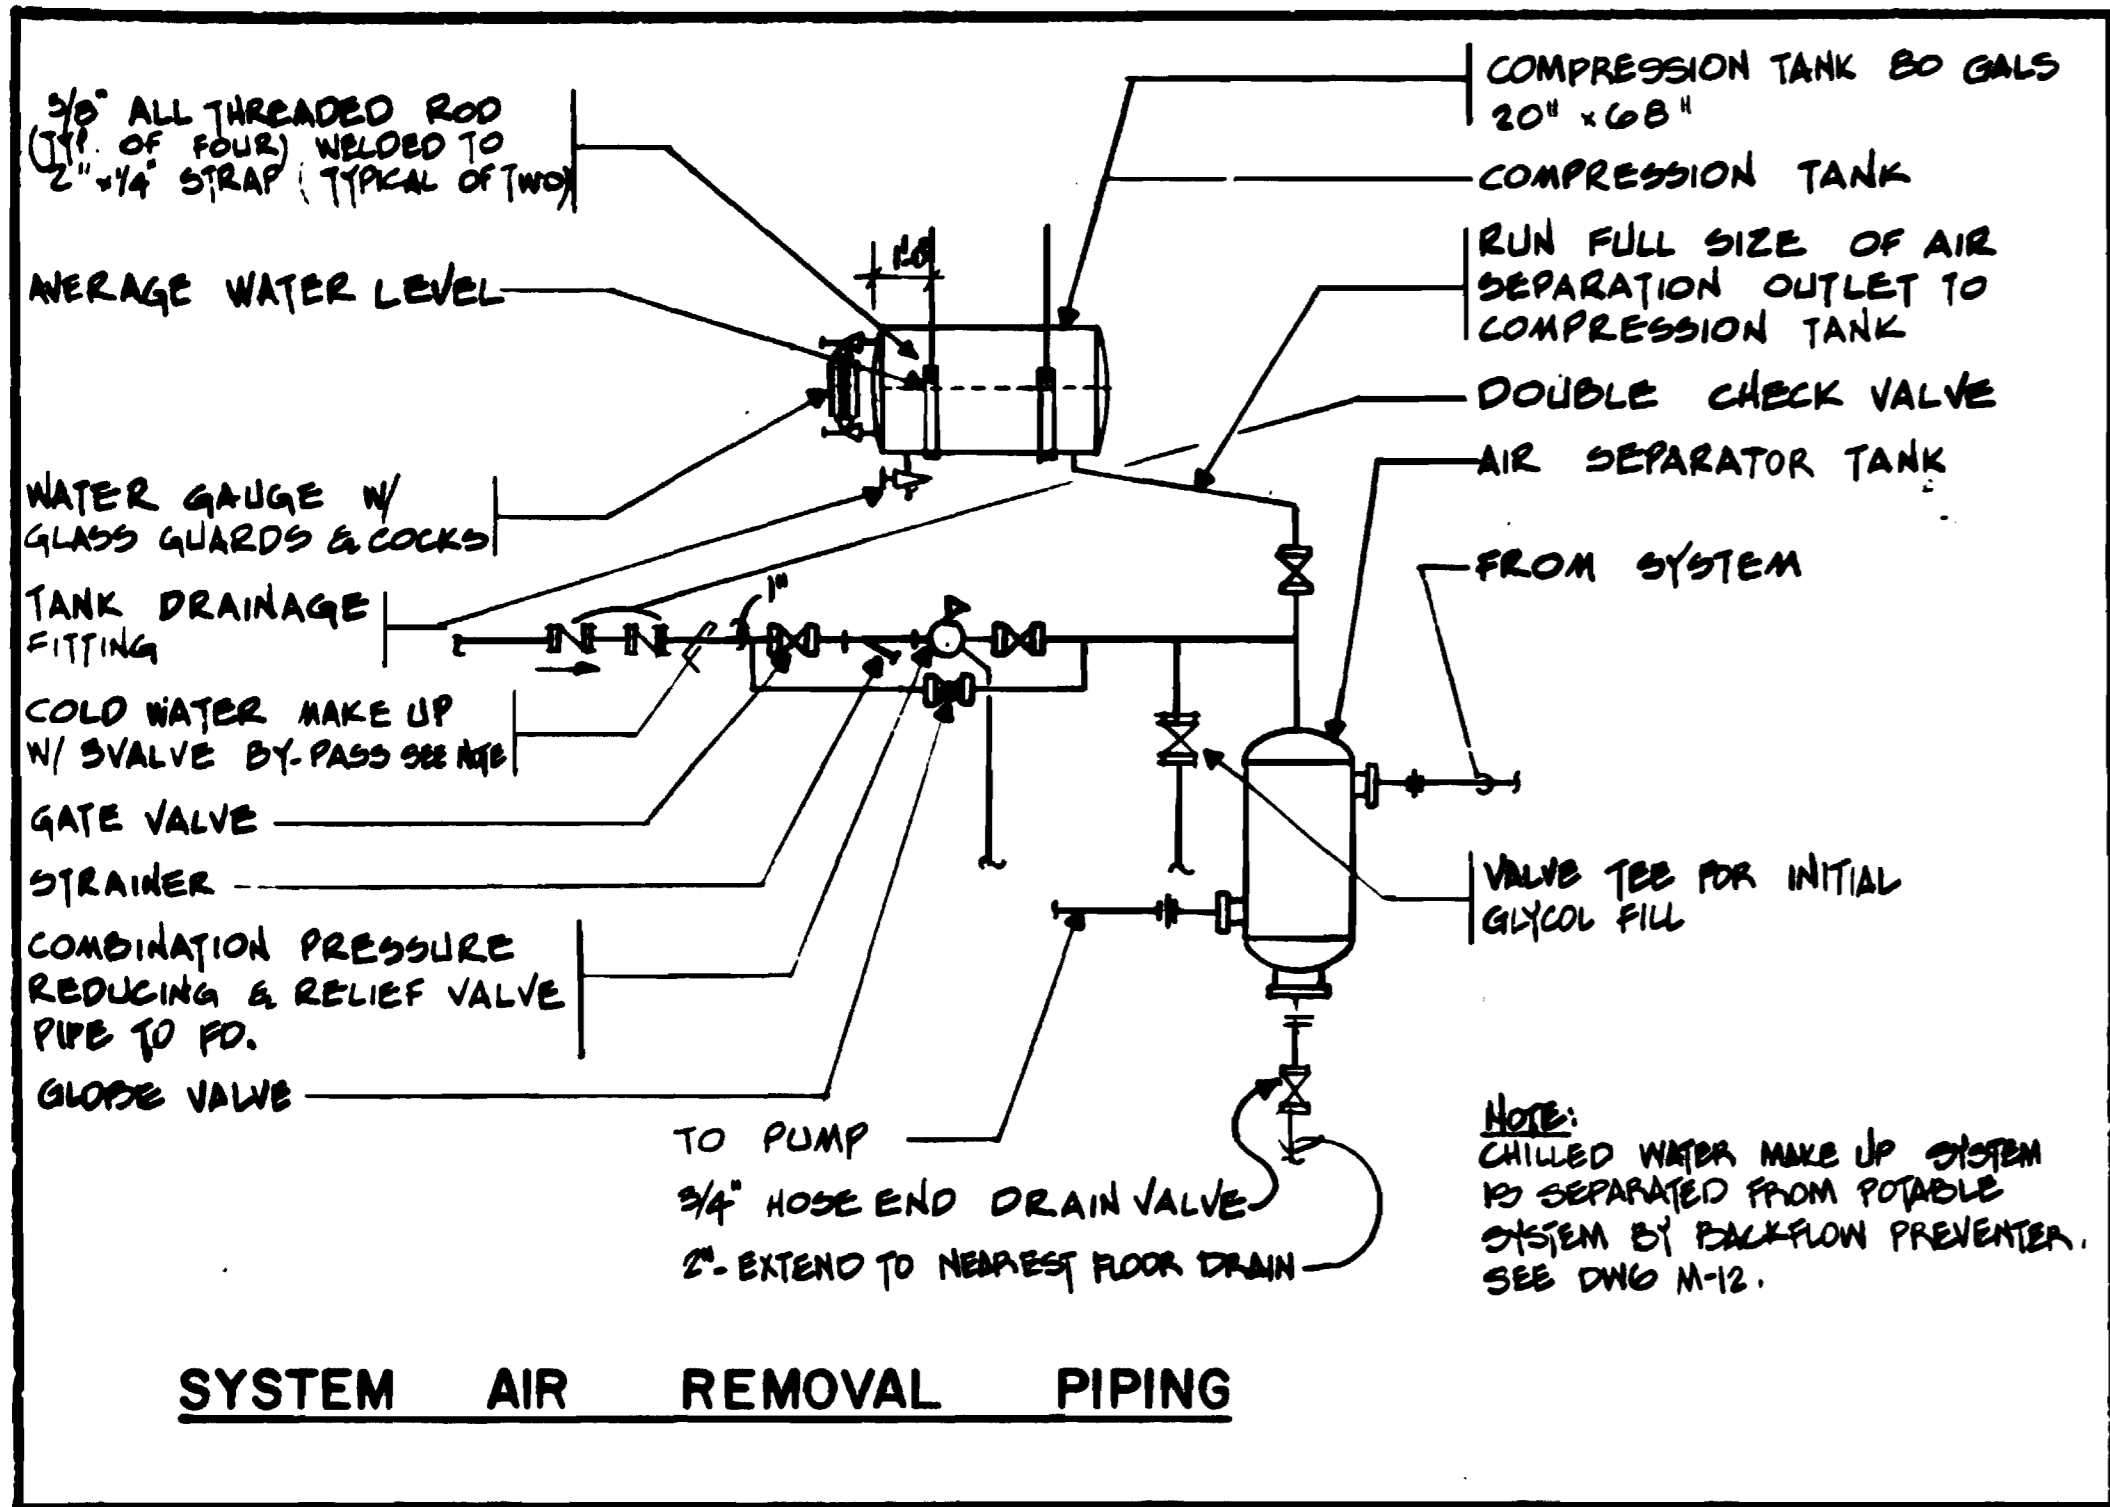 3/8" ALL THREADED ROD
(TYP. OF FOUR) WELDED TO
2" x 1/4" STRAP (TYPICAL OF TWO)
AVERAGE WATER LEVEL
WATER GAUGE W/
GLASS GUARDS & COCKS
TANK DRAINAGE
FITTING
COLD WATER MAKE UP
W/ 3VALVE BY-PASS SEE NOTE
GATE VALVE
STRAINER
COMBINATION PRESSURE
REDUCING & RELIEF VALVE
PIPE TO FD.
GLOBE VALVE
1'-0"
1"
COMPRESSION TANK 80 GALS
20" x 68"
COMPRESSION TANK
RUN FULL SIZE OF AIR
SEPARATION OUTLET TO
COMPRESSION TANK
DOUBLE CHECK VALVE
AIR SEPARATOR TANK
FROM SYSTEM
VALVE TEE FOR INITIAL
GLYCOL FILL
TO PUMP
3/4" HOSE END DRAIN VALVE
2"- EXTEND TO NEAREST FLOOR DRAIN
NOTE:
CHILLED WATER MAKE UP SYSTEM
IS SEPARATED FROM POTABLE
SYSTEM BY BACKFLOW PREVENTER.
SEE DWG M-12.
SYSTEM AIR REMOVAL PIPING